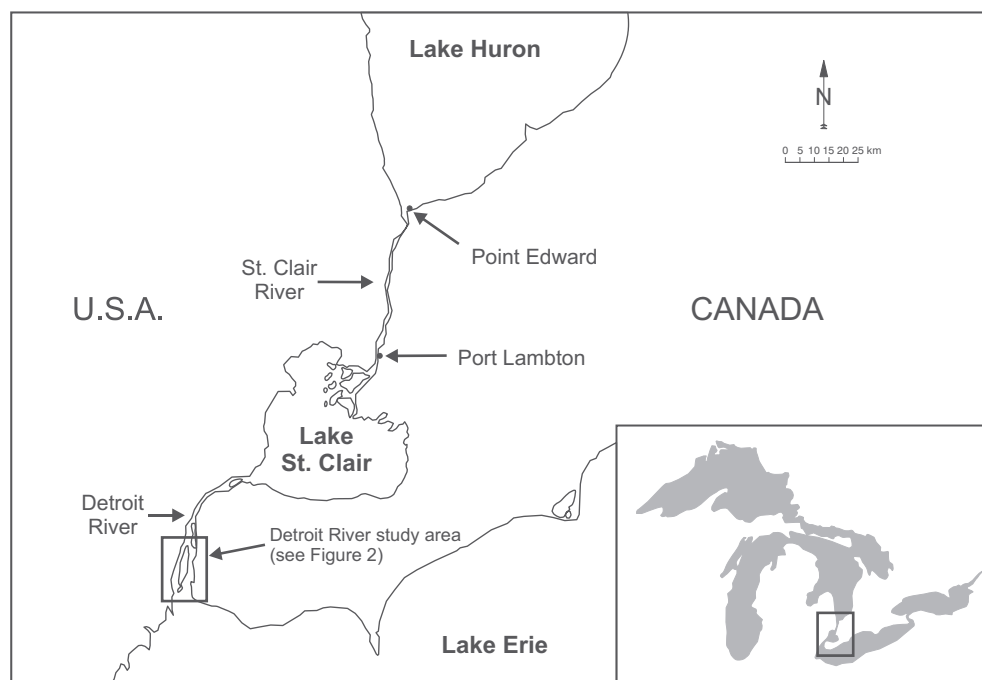 Lake Huron
N
0 5 10 15 20 25 km
Point Edward
St. Clair
River
U.S.A.
CANADA
Port Lambton
Lake
St. Clair
Detroit
River
Detroit River study area
(see Figure 2)
Lake Erie